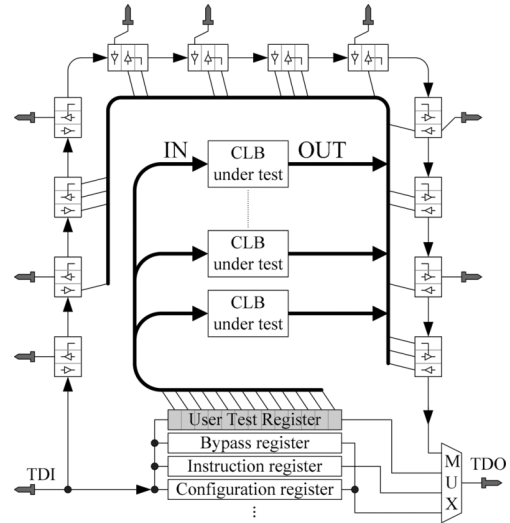 IN
OUT
CLB
under test
CLB
under test
CLB
under test
User Test Register
Bypass register
Instruction register
Configuration register
TDI
M
U
X
TDO